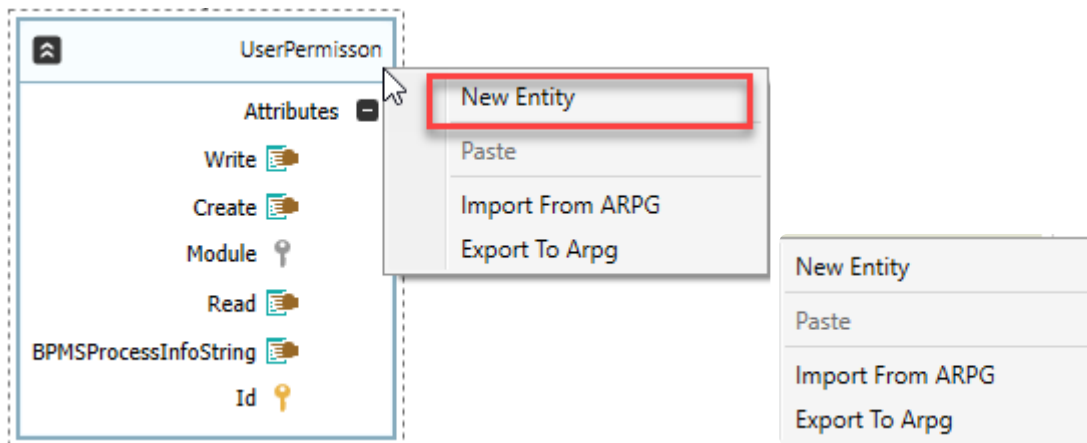 UserPermisson
Attributes
Write
Create
Module
Read
BPMSProcessInfoString
Id
New Entity
Paste
Import From ARPG
Export To Arpg
New Entity
Paste
Import From ARPG
Export To Arpg